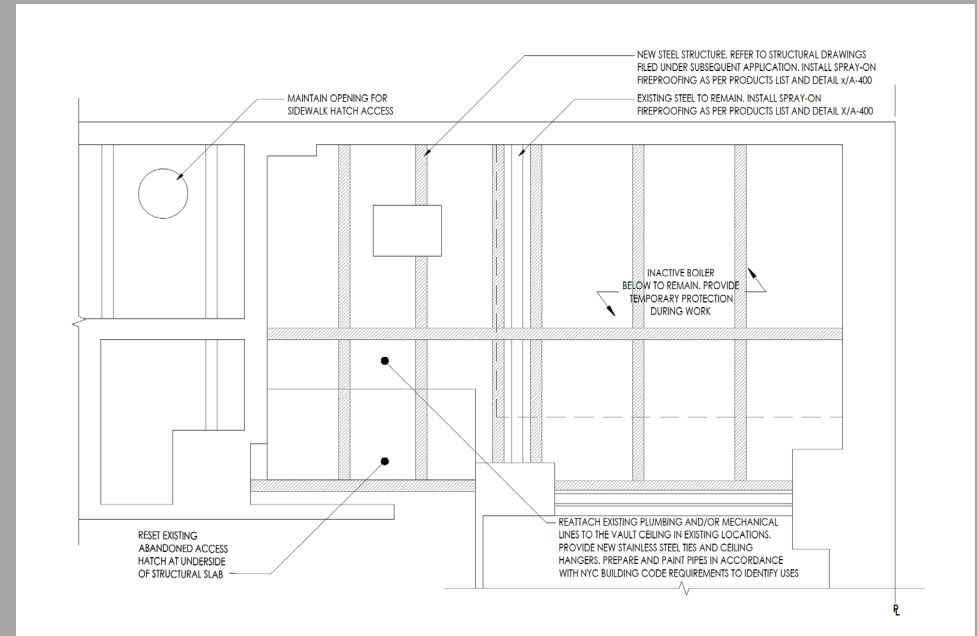 NEW STEEL STRUCTURE. REFER TO STRUCTURAL DRAWINGS
FILED UNDER SUBSEQUENT APPLICATION. INSTALL SPRAY-ON
FIREPROOFING AS PER PRODUCTS LIST AND DETAIL x/A-400
MAINTAIN OPENING FOR
SIDEWALK HATCH ACCESS
EXISTING STEEL TO REMAIN. INSTALL SPRAY-ON
FIREPROOFING AS PER PRODUCTS LIST AND DETAIL X/A-400
INACTIVE BOILER
BELOW TO REMAIN. PROVIDE
TEMPORARY PROTECTION
DURING WORK
RESET EXISTING
ABANDONED ACCESS
HATCH AT UNDERSIDE
OF STRUCTURAL SLAB
REATTACH EXISTING PLUMBING AND/OR MECHANICAL
LINES TO THE VAULT CEILING IN EXISTING LOCATIONS.
PROVIDE NEW STAINLESS STEEL TIES AND CEILING
HANGERS. PREPARE AND PAINT PIPES IN ACCORDANCE
WITH NYC BUILDING CODE REQUIREMENTS TO IDENTIFY USES
PL